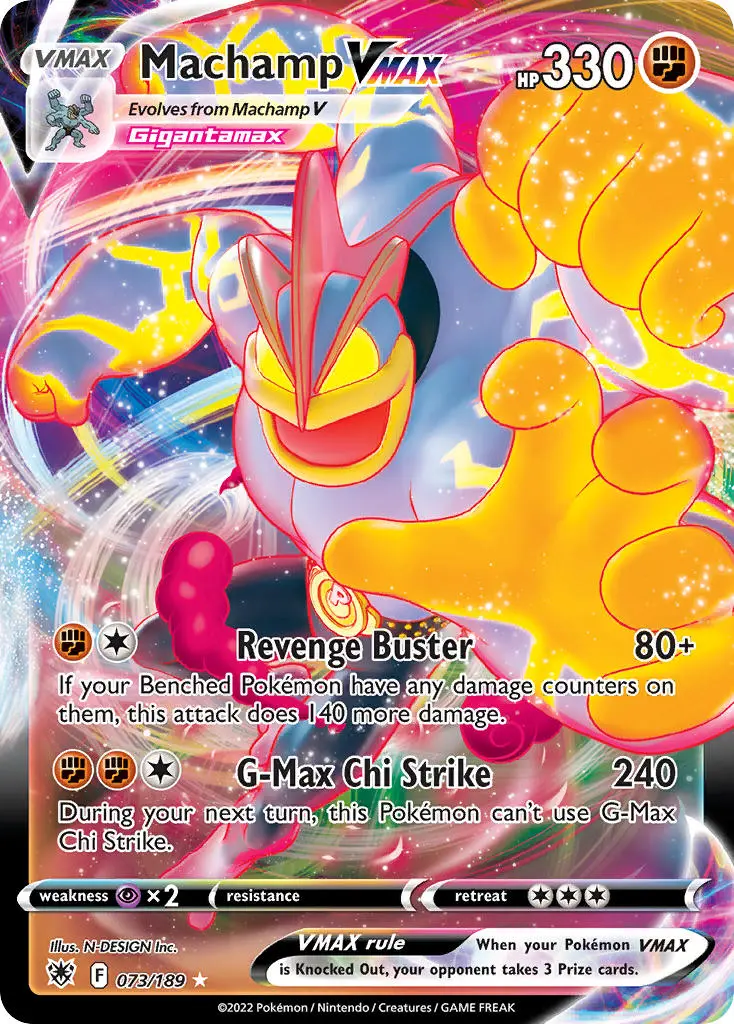 VMAX
Machamp VMAX
HP 330
Evolves from Machamp V
Gigantamax
Revenge Buster 80+
If your Benched Pokémon have any damage counters on
them, this attack does 140 more damage.
G-Max Chi Strike 240
During your next turn, this Pokémon can't use G-Max
Chi Strike.
weakness ×2 resistance retreat
Illus. N-DESIGN Inc.
VMAX rule When your Pokémon VMAX
is Knocked Out, your opponent takes 3 Prize cards.
F 073/189
©2022 Pokémon / Nintendo / Creatures / GAME FREAK